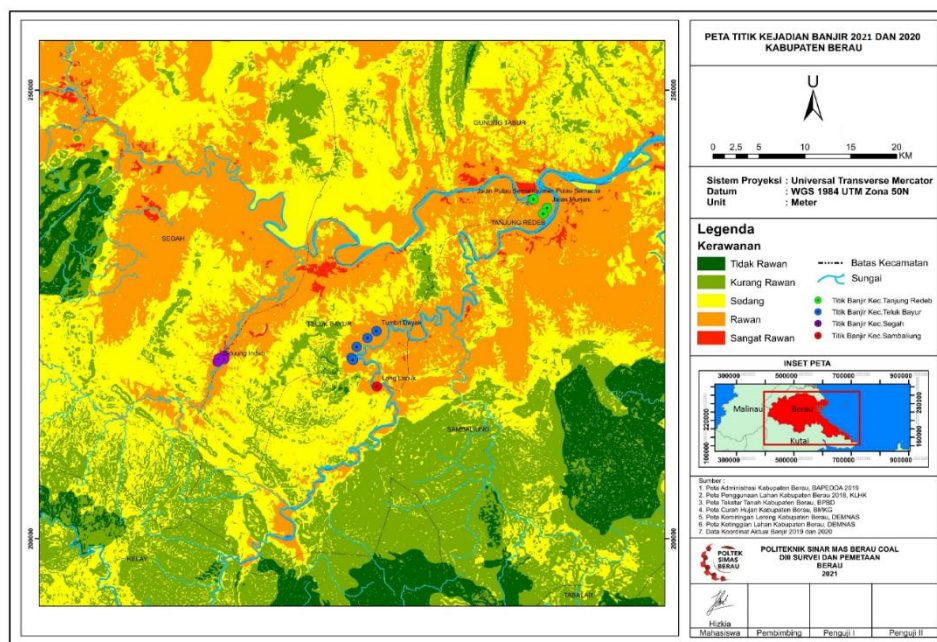 PETA TITIK KEJADIAN BANJIR 2021 DAN 2020
KABUPATEN BERAU
U
0 2,5 5 10 15 20
KM
Sistem Proyeksi : Universal Transverse Mercator
Datum : WGS 1984 UTM Zona 50N
Unit : Meter
Legenda
Kerawanan
Tidak Rawan
Kurang Rawan
Sedang
Rawan
Sangat Rawan
Batas Kecamatan
Sungai
Titik Banjir Kec.Tanjung Redeb
Titik Banjir Kec.Teluk Bayur
Titik Banjir Kec.Segah
Titik Banjir Kec.Sambaliung
INSET PETA
300000 500000 700000 900000
Malinau
Berau
Kutai
300000 500000 700000 900000
Sumber :
1. Peta Administrasi Kabupaten Berau, BAPEDDA 2019
2. Peta Penggunaan Lahan Kabupaten Berau 2018, KLHK
3. Peta Tekstur Tanah Kabupaten Berau, BPBD
4. Peta Curah Hujan Kabupaten Berau, BMKG
5. Peta Kemiringan Lereng Kabupaten Berau, DEMNAS
6. Peta Ketinggian Lahan Kabupaten Berau, DEMNAS
7. Data Koordinat Aktual Banjir 2019 dan 2020
POLTEK
SIMAS
BERAU
POLITEKNIK SINAR MAS BERAU COAL
DIII SURVEI DAN PEMETAAN
BERAU
2021
Hizkia
Mahasiswa Pembimbing Penguji I Penguji II
250000
250000
GUNUNG TABUR
Jalan Murjani
TANJUNG REDEB
SEGAH
TELUK BAYUR
Tumbit Dayak
Long Lanuk
SAMBALIUNG
200000
200000
KELAY
TABALAR